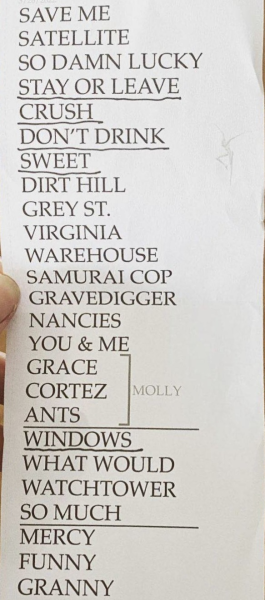 SAVE ME
SATELLITE
SO DAMN LUCKY
STAY OR LEAVE
CRUSH
DON'T DRINK
SWEET
DIRT HILL
GREY ST.
VIRGINIA
WAREHOUSE
SAMURAI COP
GRAVEDIGGER
NANCIES
YOU & ME
GRACE
CORTEZ MOLLY
ANTS
WINDOWS
WHAT WOULD
WATCHTOWER
SO MUCH
MERCY
FUNNY
GRANNY